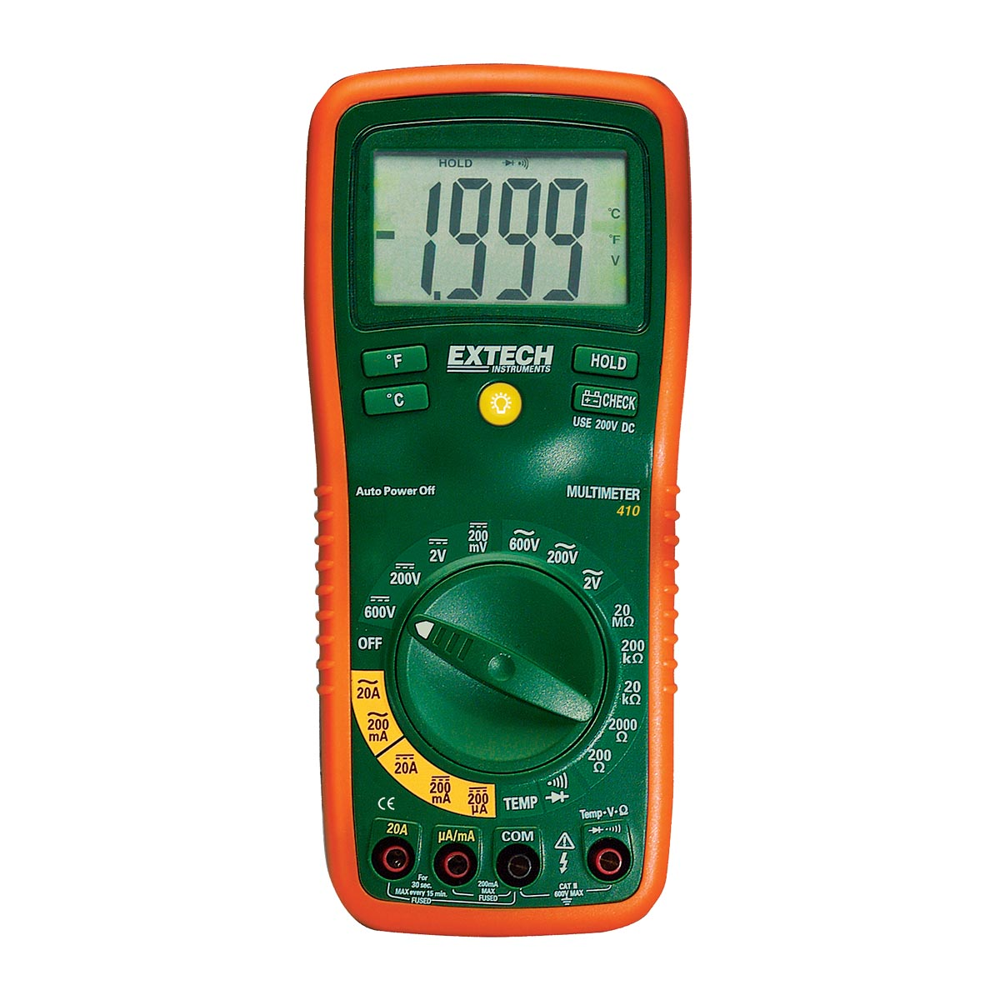 HOLD
-1.999
°C
°F
V
°F
EXTECH
INSTRUMENTS
HOLD
°C
CHECK
USE 200V DC
Auto Power Off
MULTIMETER
410
200
mV
2V
200V
600V
OFF
600V
200V
2V
20
MΩ
200
kΩ
20
kΩ
2000
Ω
200
Ω
20A
200
mA
20A
200
mA
200
µA
TEMP
CE
Temp•V•Ω
20A
µA/mA
COM
For
30 sec.
MAX every 15 min.
FUSED
200mA
MAX
FUSED
CAT II
600V MAX